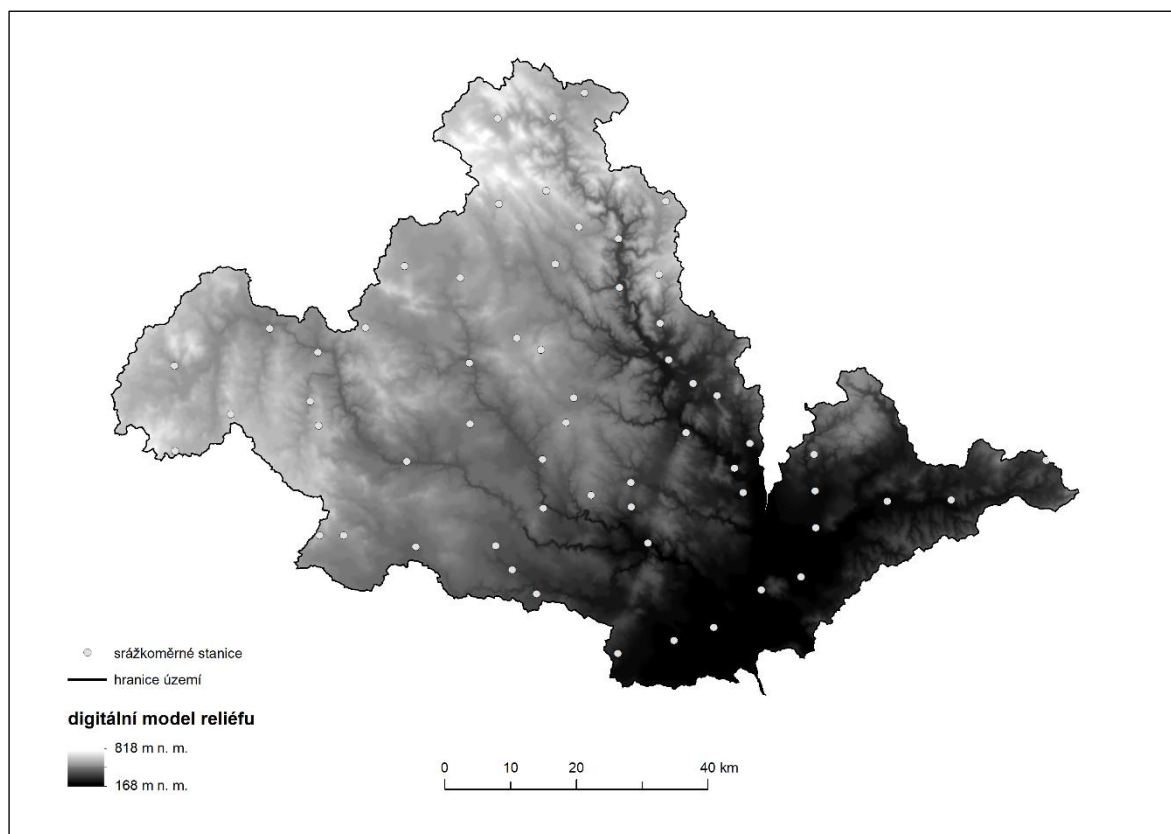 srážkoměrné stanice
hranice území
digitální model reliéfu
818 m n. m.
168 m n. m.
0 10 20 40 km